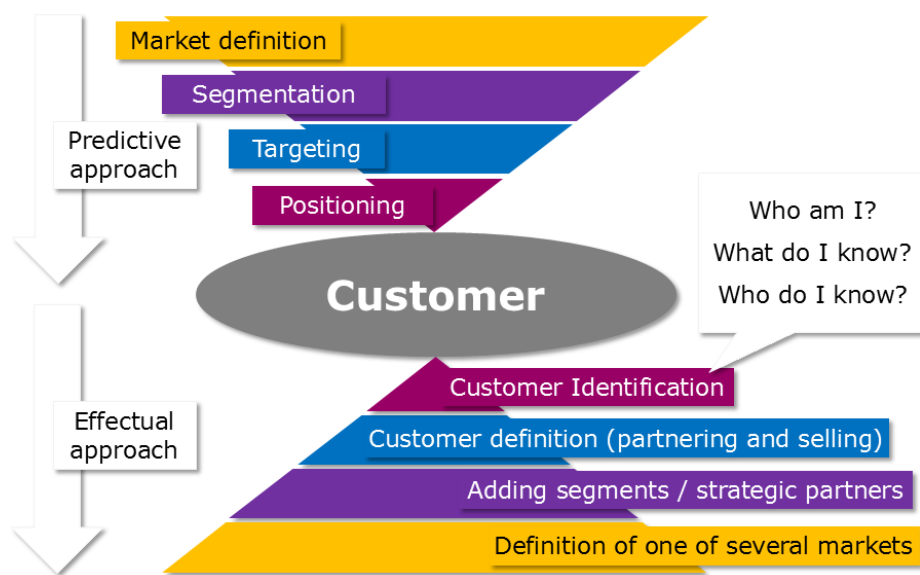 Market definition
Segmentation
Predictive
approach
Targeting
Positioning
Who am I?
What do I know?
Who do I know?
Customer
Customer Identification
Effectual
approach
Customer definition (partnering and selling)
Adding segments / strategic partners
Definition of one of several markets